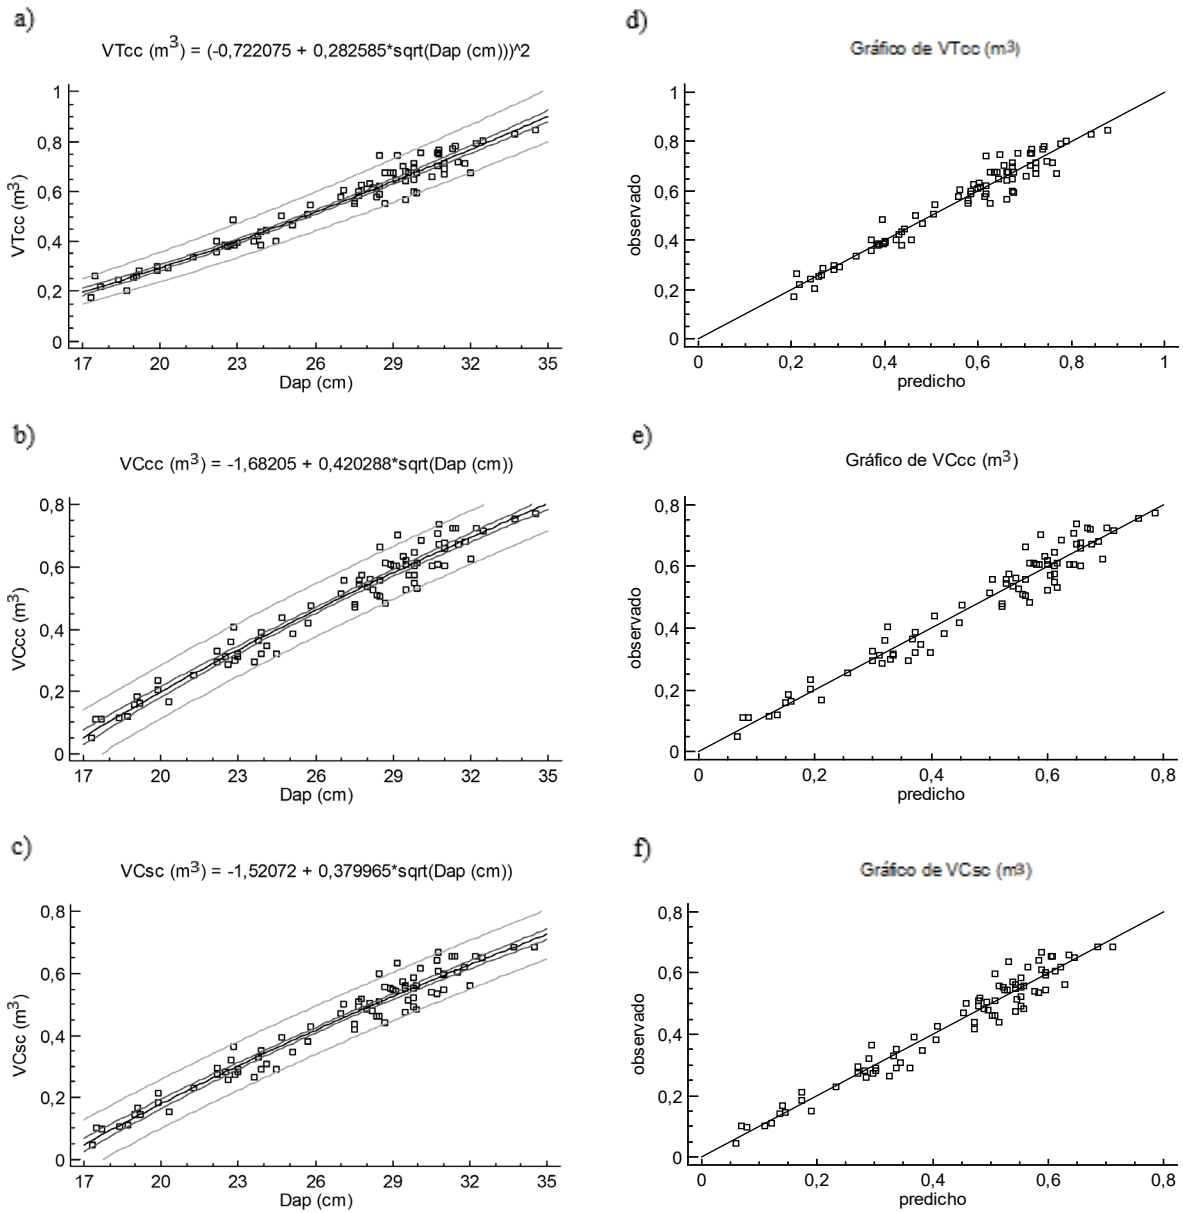 a)
VTcc (m3) = (-0,722075 + 0,282585*sqrt(Dap (cm)))^2
VTcc (m3)
1
0,8
0,6
0,4
0,2
0
17 20 23 26 29 32 35
Dap (cm)
d)
Gráfico de VTcc (m3)
observado
1
0,8
0,6
0,4
0,2
0
0 0,2 0,4 0,6 0,8 1
predicho
b)
VCcc (m3) = -1,68205 + 0,420288*sqrt(Dap (cm))
VCcc (m3)
0,8
0,6
0,4
0,2
0
17 20 23 26 29 32 35
Dap (cm)
e)
Gráfico de VCcc (m3)
observado
0,8
0,6
0,4
0,2
0
0 0,2 0,4 0,6 0,8
predicho
c)
VCsc (m3) = -1,52072 + 0,379965*sqrt(Dap (cm))
VCsc (m3)
0,8
0,6
0,4
0,2
0
17 20 23 26 29 32 35
Dap (cm)
f)
Gráfico de VCsc (m3)
observado
0,8
0,6
0,4
0,2
0
0 0,2 0,4 0,6 0,8
predicho